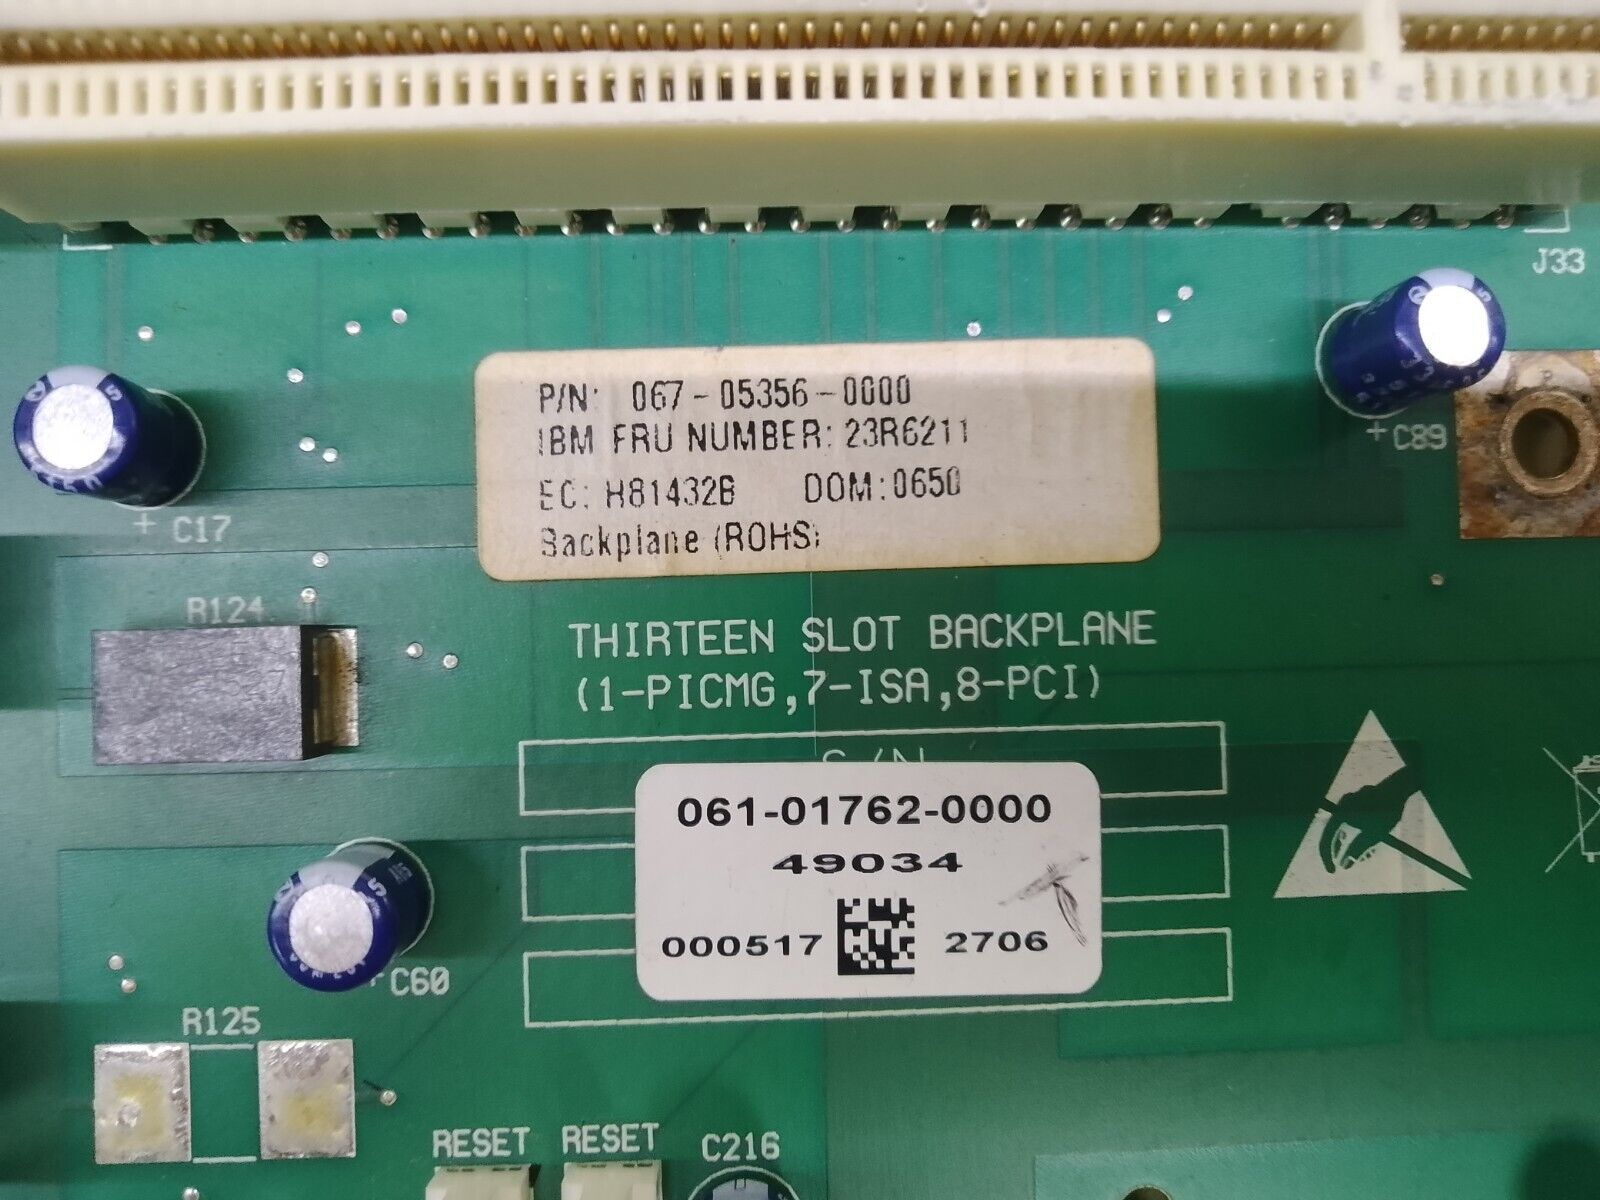 J33
P/N: 067-05356-0000
IBM FRU NUMBER: 23R6211
EC: H81432B DOM:0650
Backplane (ROHS)
+ C89
+ C17
R124
THIRTEEN SLOT BACKPLANE
(1-PICMG,7-ISA,8-PCI)
S/N
061-01762-0000
49034
000517 2706
+ C60
R125
RESET RESET C216